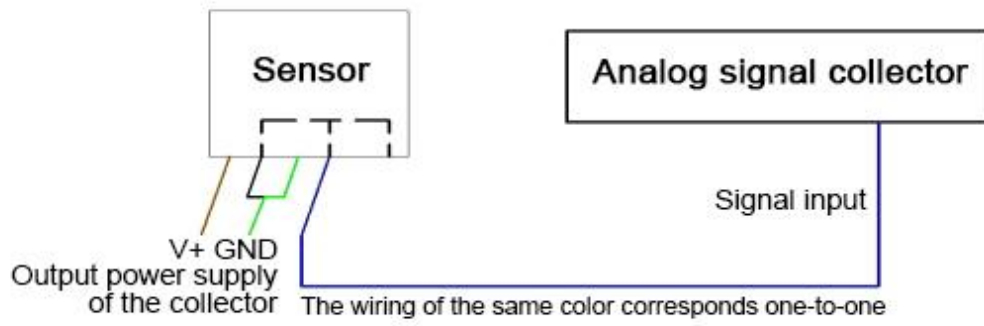 Sensor
Analog signal collector
Signal input
V+ GND
Output power supply
of the collector
The wiring of the same color corresponds one-to-one